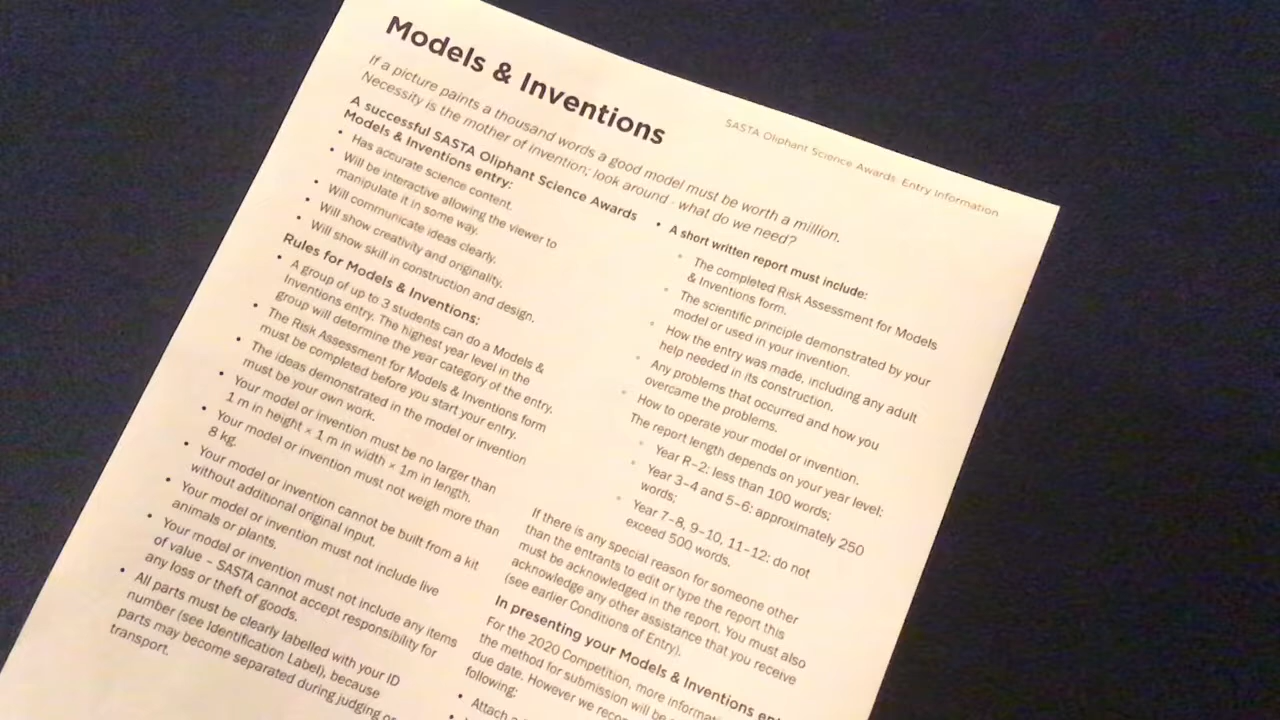 SASTA Oliphant Science Awards Entry Information
Models & Inventions
If a picture paints a thousand words a good model must be worth a million.
Necessity is the mother of invention; look around - what do we need?
A successful SASTA Oliphant Science Awards
Models & Inventions entry:
• Has accurate science content.
• Will be interactive allowing the viewer to
manipulate it in some way.
• Will communicate ideas clearly.
• Will show creativity and originality.
• Will show skill in construction and design.
Rules for Models & Inventions:
• A group of up to 3 students can do a Models &
Inventions entry. The highest year level in the
group will determine the year category of the entry.
• The Risk Assessment for Models & Inventions form
must be completed before you start your entry.
• The ideas demonstrated in the model or invention
must be your own work.
• Your model or invention must be no larger than
1 m in height × 1 m in width × 1m in length.
• Your model or invention must not weigh more than
8 kg.
• Your model or invention cannot be built from a kit
without additional original input.
• Your model or invention must not include live
animals or plants.
• Your model or invention must not include any items
of value – SASTA cannot accept responsibility for
any loss or theft of goods.
• All parts must be clearly labelled with your ID
number (see Identification Label), because
parts may become separated during judging or
transport.
• A short written report must include:
• The completed Risk Assessment for Models
& Inventions form.
• The scientific principle demonstrated by your
model or used in your invention.
• How the entry was made, including any adult
help needed in its construction.
• Any problems that occurred and how you
overcame the problems.
• How to operate your model or invention.
The report length depends on your year level:
• Year R–2: less than 100 words;
• Year 3–4 and 5–6: approximately 250
words;
• Year 7–8, 9–10, 11–12: do not
exceed 500 words.
If there is any special reason for someone other
than the entrants to edit or type the report this
must be acknowledged in the report. You must also
acknowledge any other assistance that you receive
(see earlier Conditions of Entry).
In presenting your Models & Inventions
For the 2020 Competition, more
the method for submission will be
due date. However we
following:
• Attach